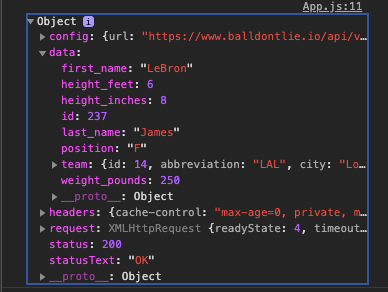 App.js:11
▼Object i
▶config: {url: "https://www.balldontlie.io/api/v…
▼data:
first_name: "LeBron"
height_feet: 6
height_inches: 8
id: 237
last_name: "James"
position: "F"
▶team: {id: 14, abbreviation: "LAL", city: "Lo…
weight_pounds: 250
▶__proto__: Object
▶headers: {cache-control: "max-age=0, private, m…
▶request: XMLHttpRequest {readyState: 4, timeout…
status: 200
statusText: "OK"
▶__proto__: Object